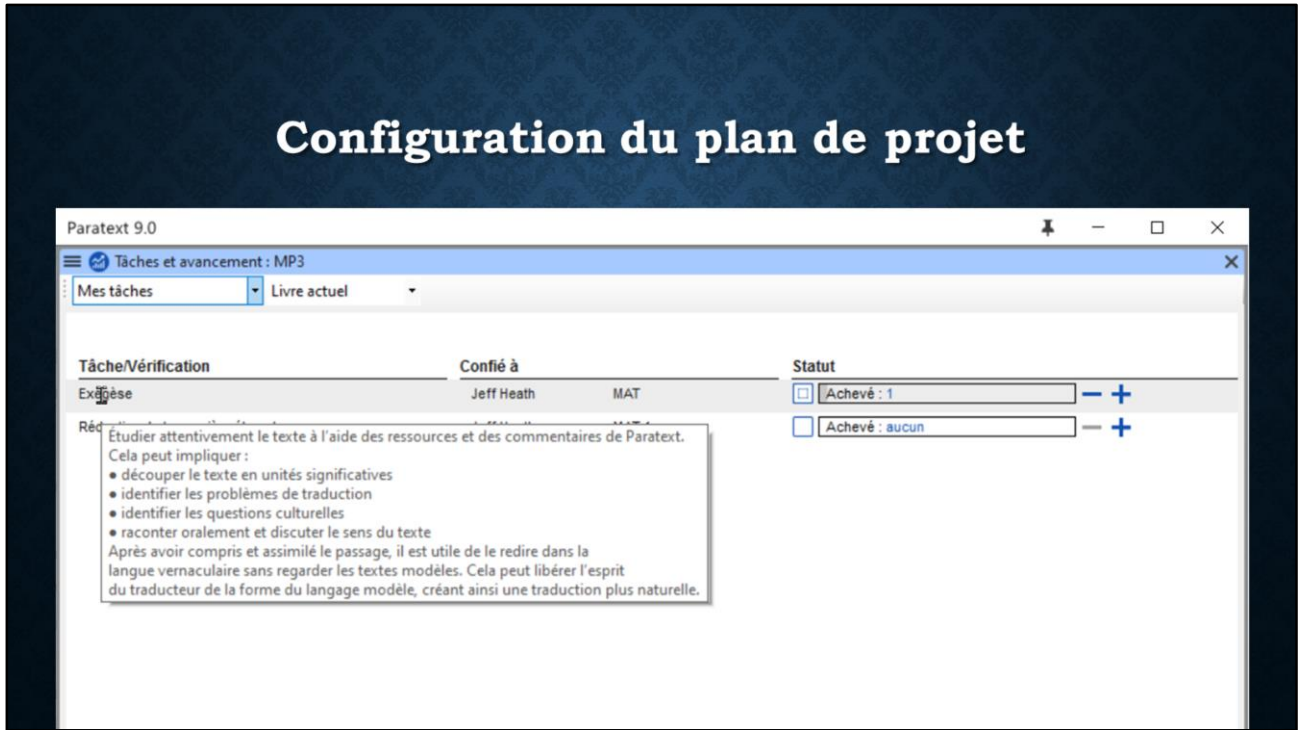 Configuration du plan de projet
Paratext 9.0
Tâches et avancement : MP3
Mes tâches Livre actuel
Tâche/Vérification Confié à Statut
Exégèse Jeff Heath MAT Achevé : 1
Achevé : aucun
Étudier attentivement le texte à l'aide des ressources et des commentaires de Paratext.
Cela peut impliquer :
● découper le texte en unités significatives
● identifier les problèmes de traduction
● identifier les questions culturelles
● raconter oralement et discuter le sens du texte
Après avoir compris et assimilé le passage, il est utile de le redire dans la
langue vernaculaire sans regarder les textes modèles. Cela peut libérer l'esprit
du traducteur de la forme du langage modèle, créant ainsi une traduction plus naturelle.